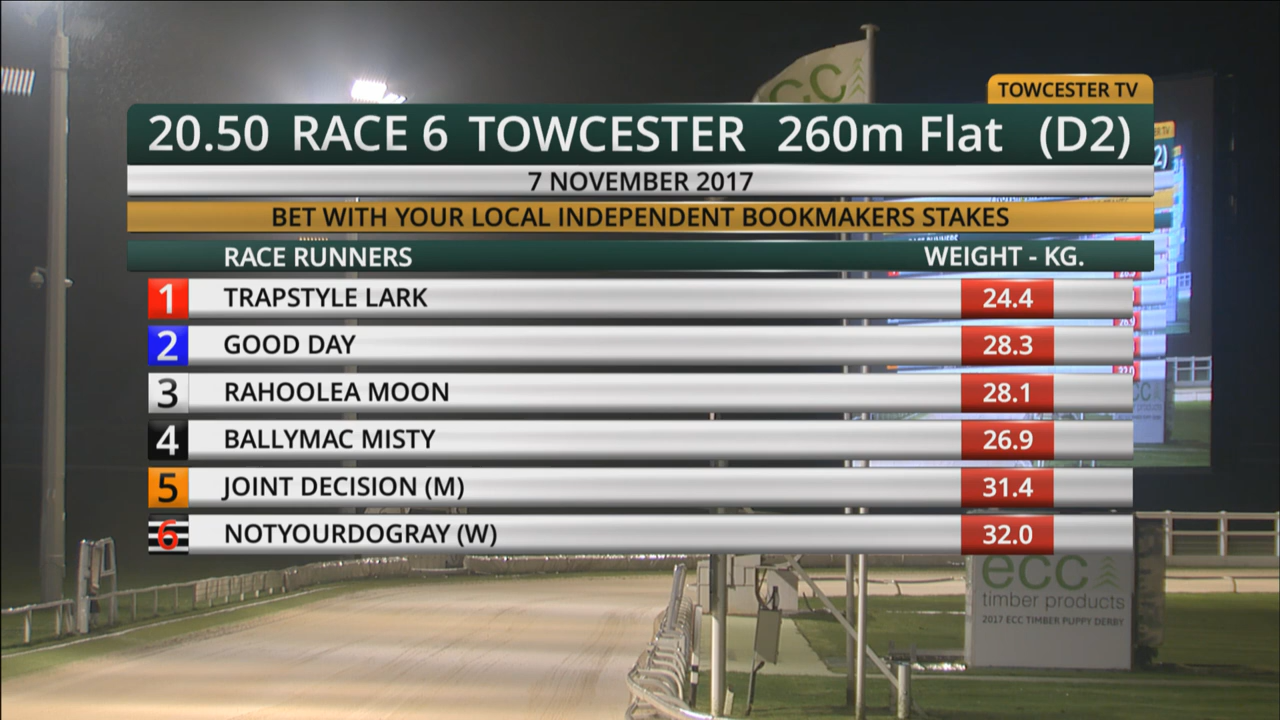 ecc
TOWCESTER TV
20.50 RACE 6 TOWCESTER 260m Flat (D2)
7 NOVEMBER 2017
BET WITH YOUR LOCAL INDEPENDENT BOOKMAKERS STAKES
RACE RUNNERS WEIGHT - KG.
1 TRAPSTYLE LARK 24.4
2 GOOD DAY 28.3
3 RAHOOLEA MOON 28.1
4 BALLYMAC MISTY 26.9
5 JOINT DECISION (M) 31.4
6 NOTYOURDOGRAY (W) 32.0
ecc
timber products
2017 ECC TIMBER PUPPY DERBY